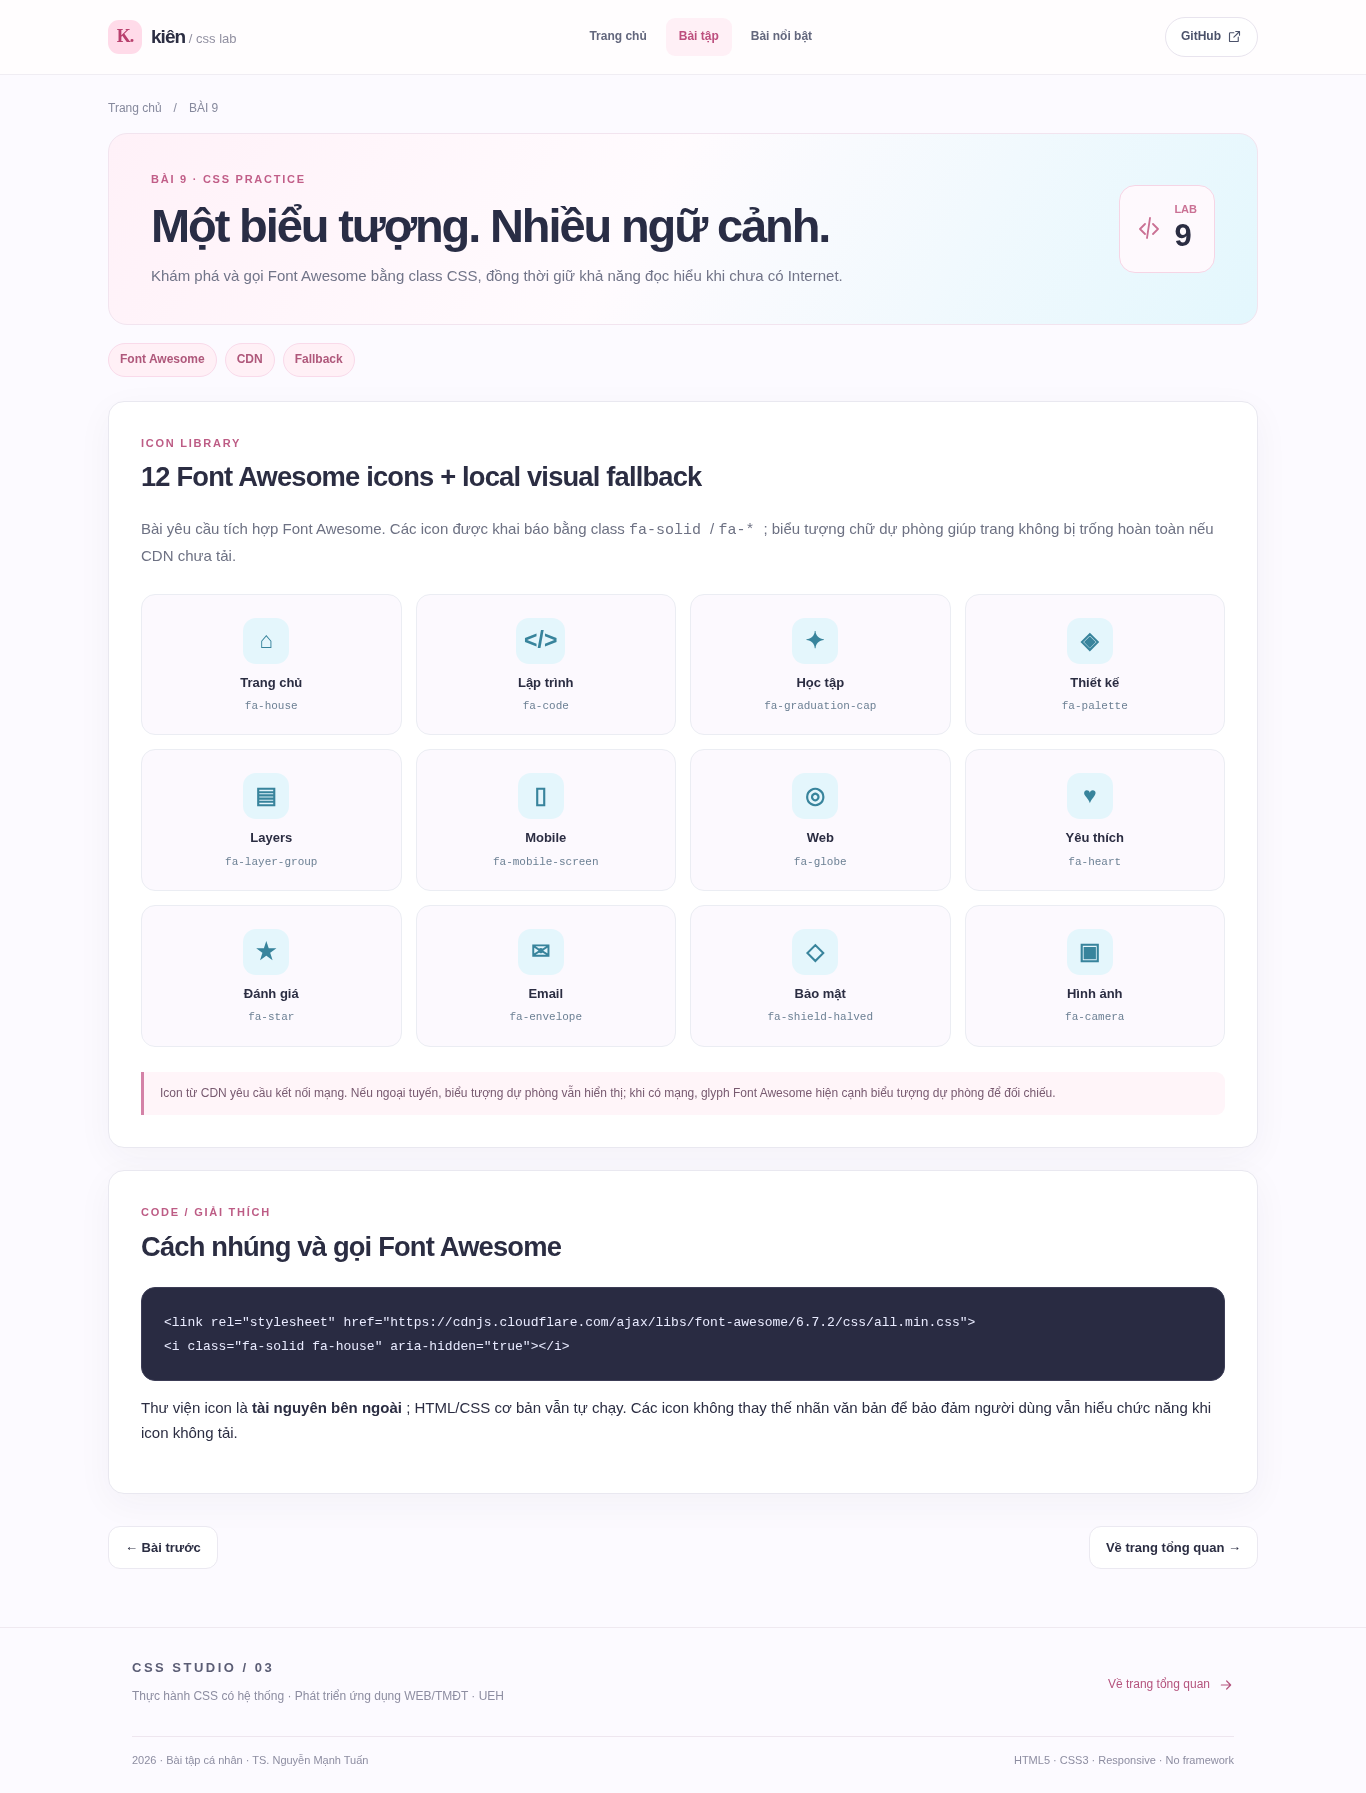 K. kiên / css lab
Trang chủ
Bài tập
Bài nổi bật
GitHub
Trang chủ / BÀI 9
BÀI 9 · CSS PRACTICE
Một biểu tượng. Nhiều ngữ cảnh.
Khám phá và gọi Font Awesome bằng class CSS, đồng thời giữ khả năng đọc hiểu khi chưa có Internet.
LAB
9
Font Awesome
CDN
Fallback
ICON LIBRARY
12 Font Awesome icons + local visual fallback
Bài yêu cầu tích hợp Font Awesome. Các icon được khai báo bằng class fa-solid / fa-* ; biểu tượng chữ dự phòng giúp trang không bị trống hoàn toàn nếu
CDN chưa tải.
⌂
Trang chủ
fa-house
</>
Lập trình
fa-code
✦
Học tập
fa-graduation-cap
◈
Thiết kế
fa-palette
▤
Layers
fa-layer-group
▯
Mobile
fa-mobile-screen
◎
Web
fa-globe
♥
Yêu thích
fa-heart
★
Đánh giá
fa-star
✉
Email
fa-envelope
◇
Bảo mật
fa-shield-halved
▣
Hình ảnh
fa-camera
Icon từ CDN yêu cầu kết nối mạng. Nếu ngoại tuyến, biểu tượng dự phòng vẫn hiển thị; khi có mạng, glyph Font Awesome hiện cạnh biểu tượng dự phòng để đối chiếu.
CODE / GIẢI THÍCH
Cách nhúng và gọi Font Awesome
<link rel="stylesheet" href="https://cdnjs.cloudflare.com/ajax/libs/font-awesome/6.7.2/css/all.min.css">
<i class="fa-solid fa-house" aria-hidden="true"></i>
Thư viện icon là tài nguyên bên ngoài ; HTML/CSS cơ bản vẫn tự chạy. Các icon không thay thế nhãn văn bản để bảo đảm người dùng vẫn hiểu chức năng khi
icon không tải.
← Bài trước
Về trang tổng quan →
CSS STUDIO / 03
Thực hành CSS có hệ thống · Phát triển ứng dụng WEB/TMĐT · UEH
Về trang tổng quan →
2026 · Bài tập cá nhân · TS. Nguyễn Mạnh Tuấn
HTML5 · CSS3 · Responsive · No framework